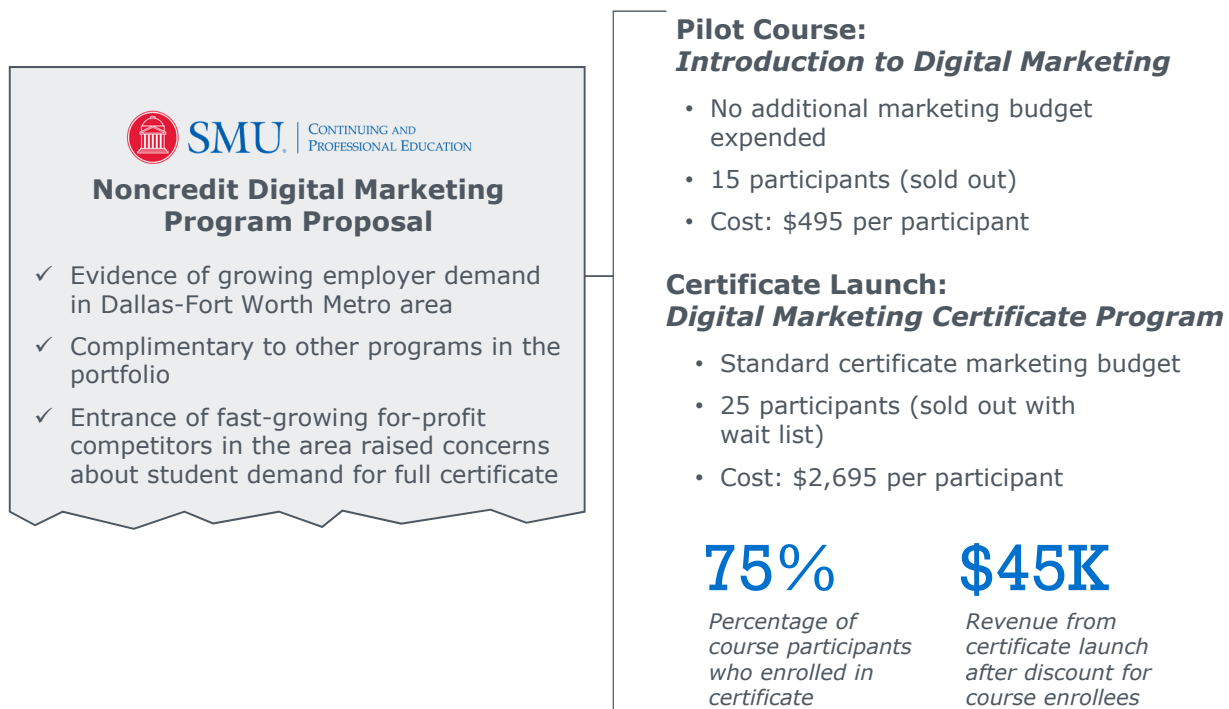 SMU. CONTINUING AND
PROFESSIONAL EDUCATION
Noncredit Digital Marketing
Program Proposal
✓ Evidence of growing employer demand
in Dallas-Fort Worth Metro area
✓ Complimentary to other programs in the
portfolio
✓ Entrance of fast-growing for-profit
competitors in the area raised concerns
about student demand for full certificate
Pilot Course:
Introduction to Digital Marketing
• No additional marketing budget
expended
• 15 participants (sold out)
• Cost: $495 per participant
Certificate Launch:
Digital Marketing Certificate Program
• Standard certificate marketing budget
• 25 participants (sold out with
wait list)
• Cost: $2,695 per participant
75%
Percentage of
course participants
who enrolled in
certificate
$45K
Revenue from
certificate launch
after discount for
course enrollees